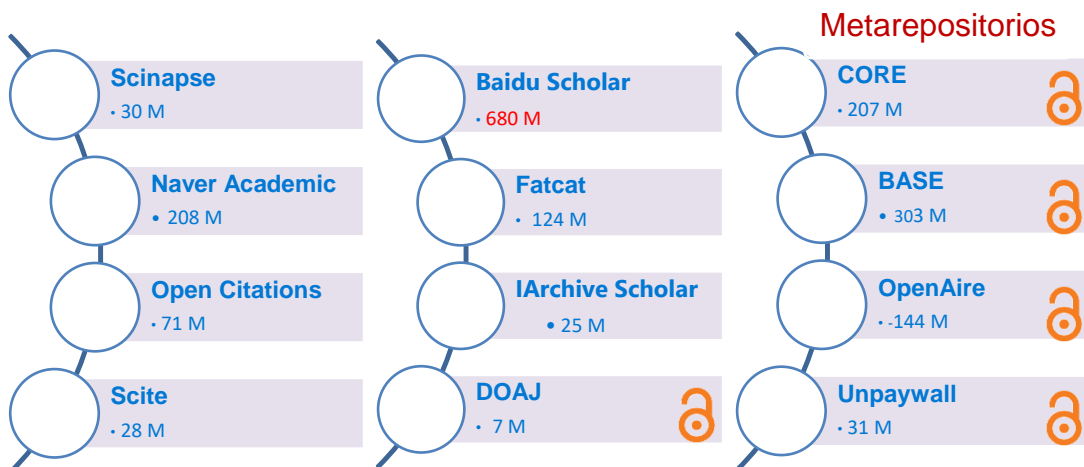 Metarepositorios
Scinapse
· 30 M
Naver Academic
• 208 M
Open Citations
· 71 M
Scite
· 28 M
Baidu Scholar
· 680 M
Fatcat
· 124 M
IArchive Scholar
• 25 M
DOAJ
· 7 M
CORE
· 207 M
BASE
• 303 M
OpenAire
· -144 M
Unpaywall
· 31 M